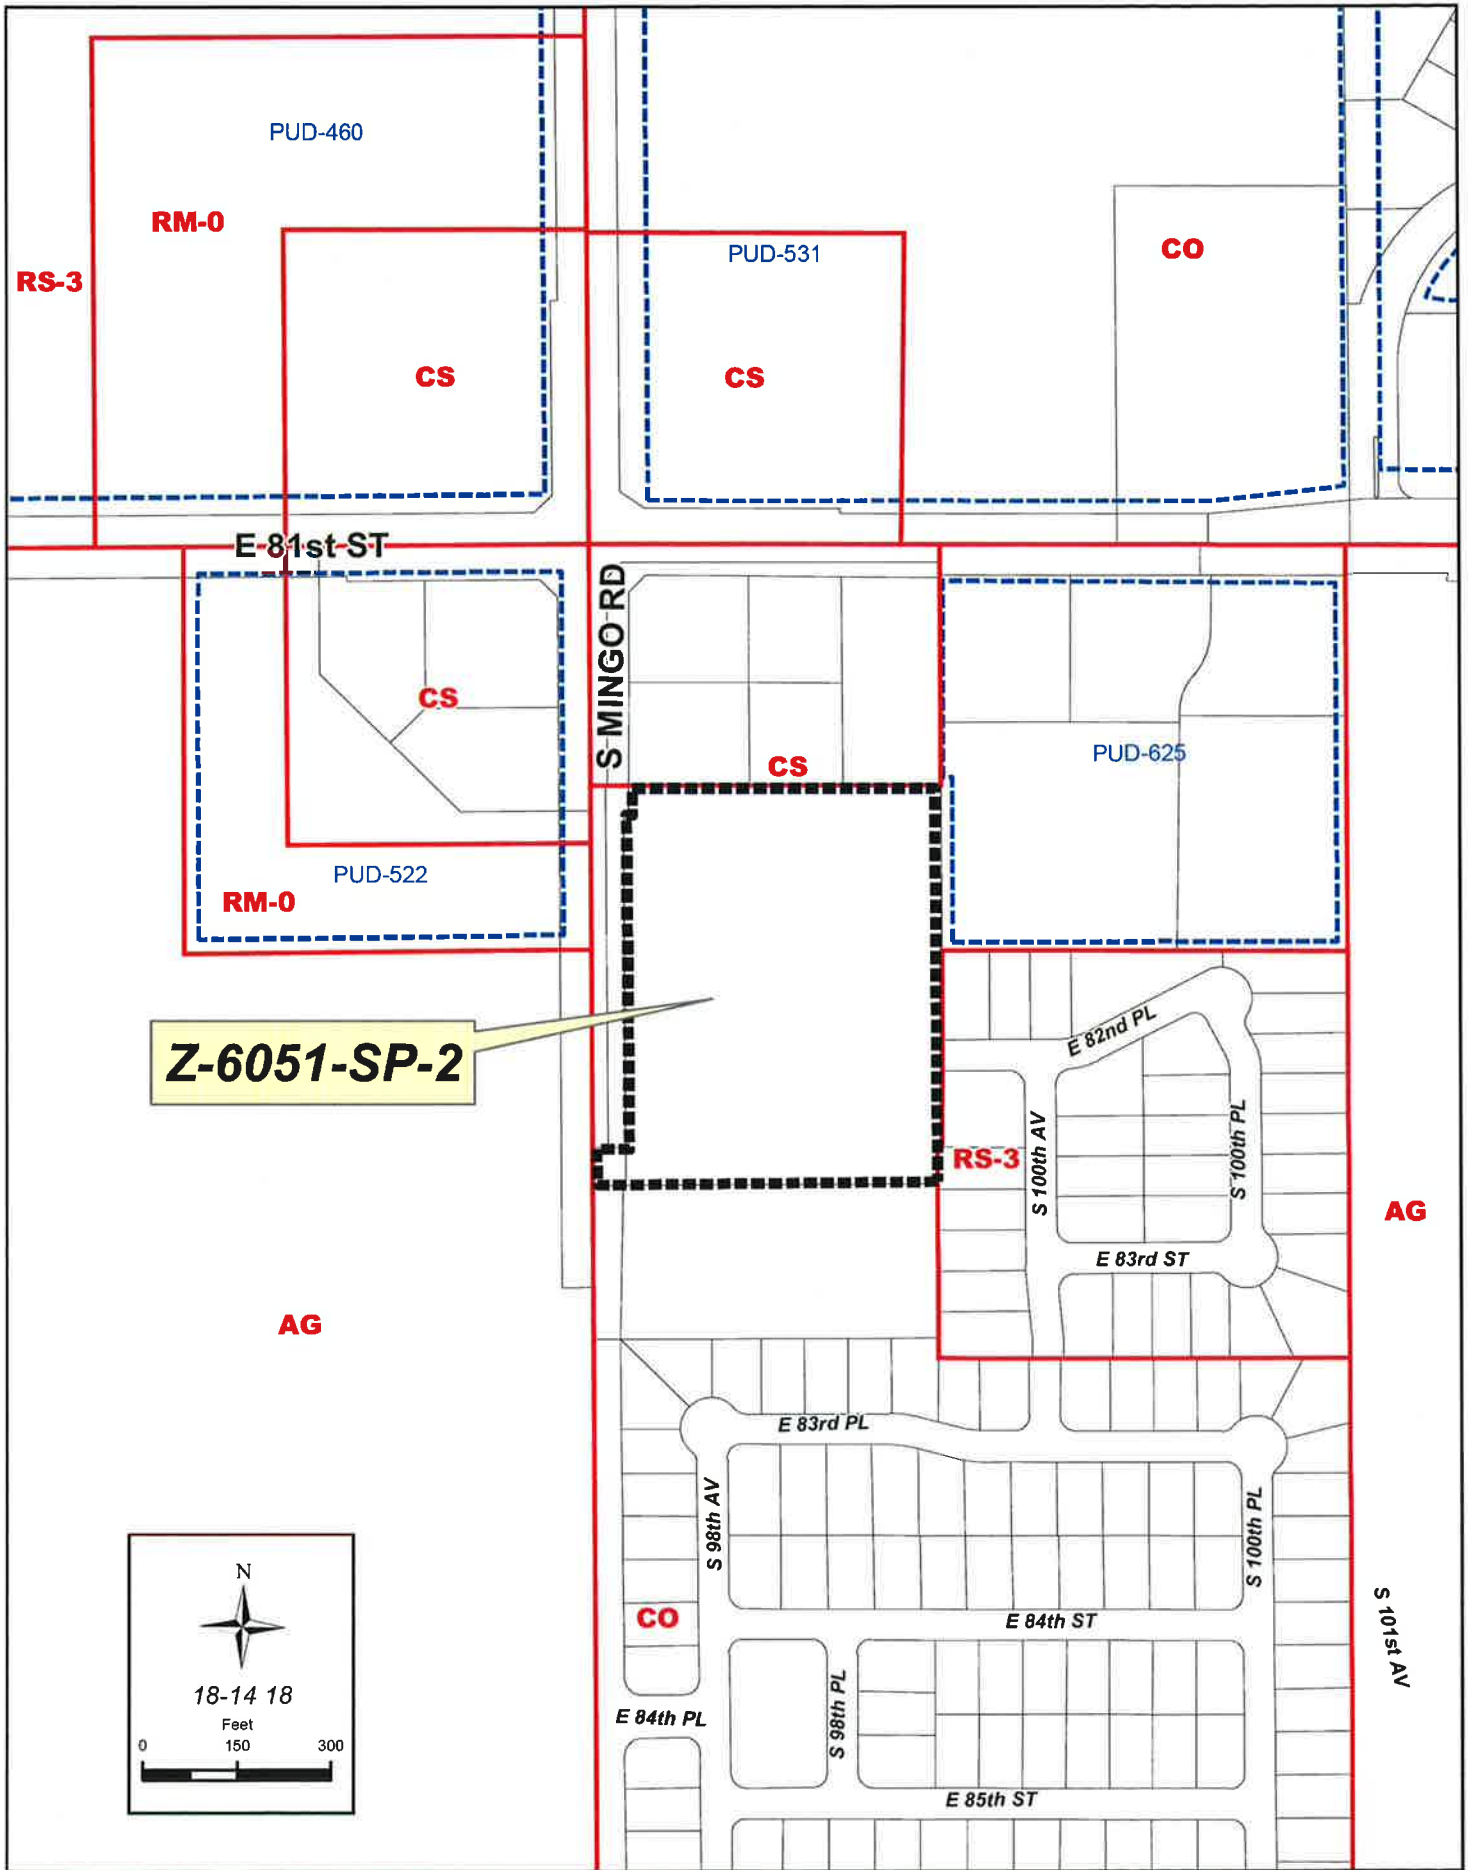 PUD-460
RM-0
RS-3
PUD-531
CO
CS
CS
E 81st ST
S MINGO RD
CS
CS
PUD-625
PUD-522
RM-0
Z-6051-SP-2
E 82nd PL
S 100th AV
S 100th PL
RS-3
AG
E 83rd ST
AG
E 83rd PL
S 98th AV
S 100th PL
CO
E 84th ST
S 101st AV
E 84th PL
S 98th PL
E 85th ST
N
18-14 18
Feet
0 150 300